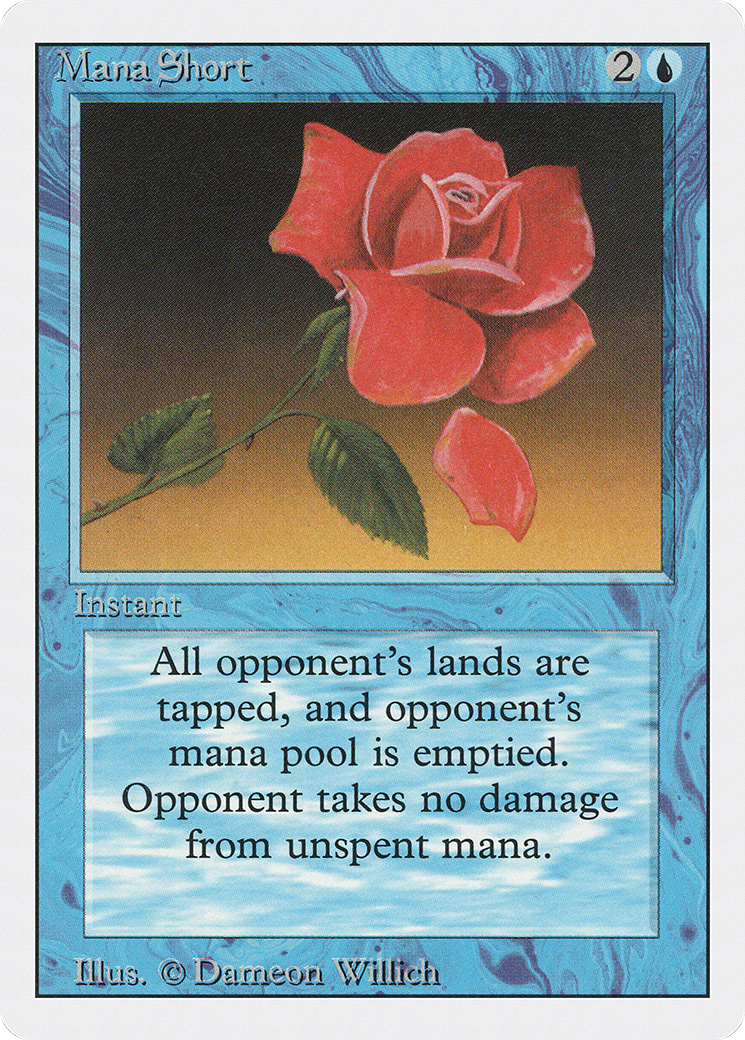 Mana Short 2
Instant
All opponent's lands are
tapped, and opponent's
mana pool is emptied.
Opponent takes no damage
from unspent mana.
Illus. © Dameon Willich